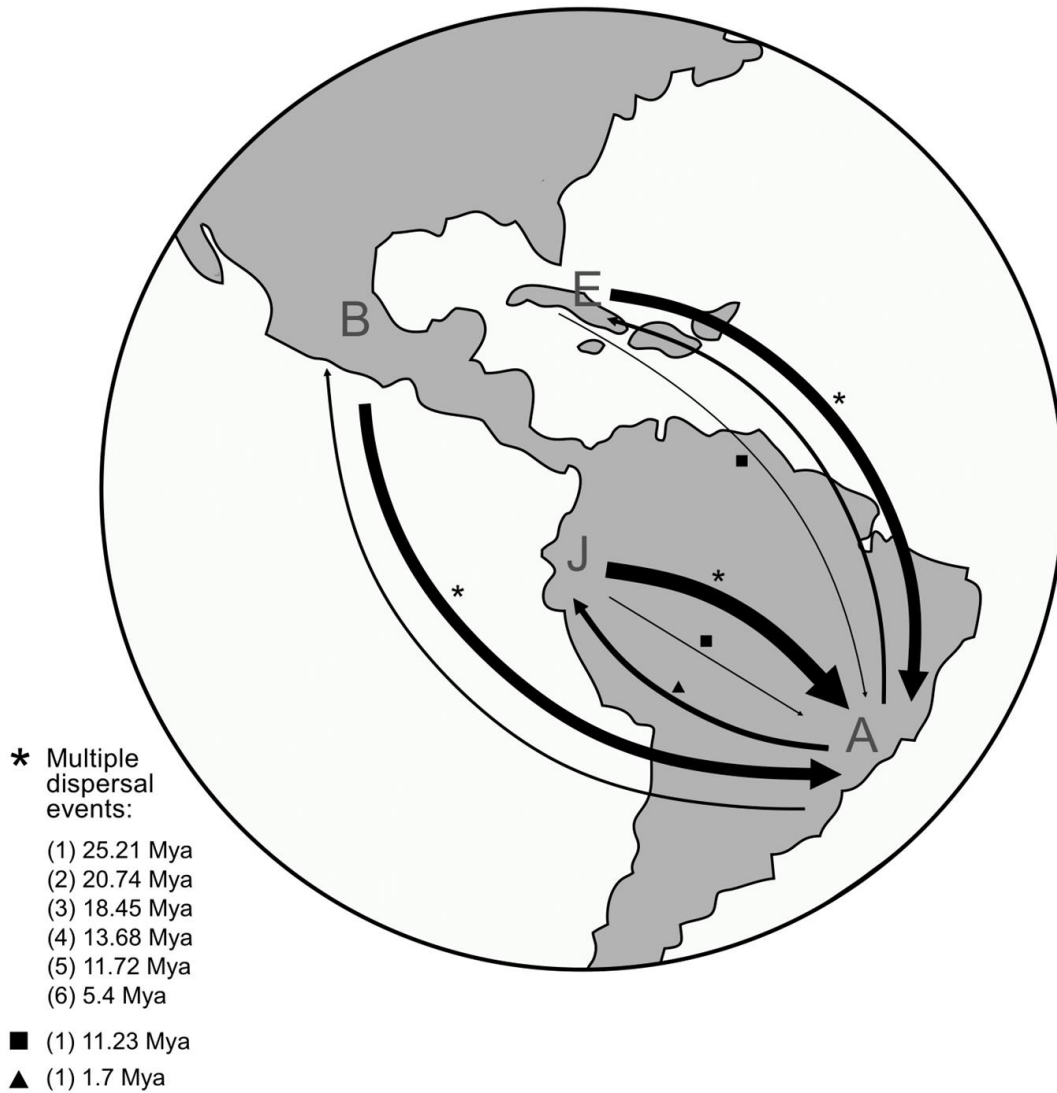 E
B
*
J
*
*
A
* Multiple
dispersal
events:
(1) 25.21 Mya
(2) 20.74 Mya
(3) 18.45 Mya
(4) 13.68 Mya
(5) 11.72 Mya
(6) 5.4 Mya
■ (1) 11.23 Mya
▲ (1) 1.7 Mya